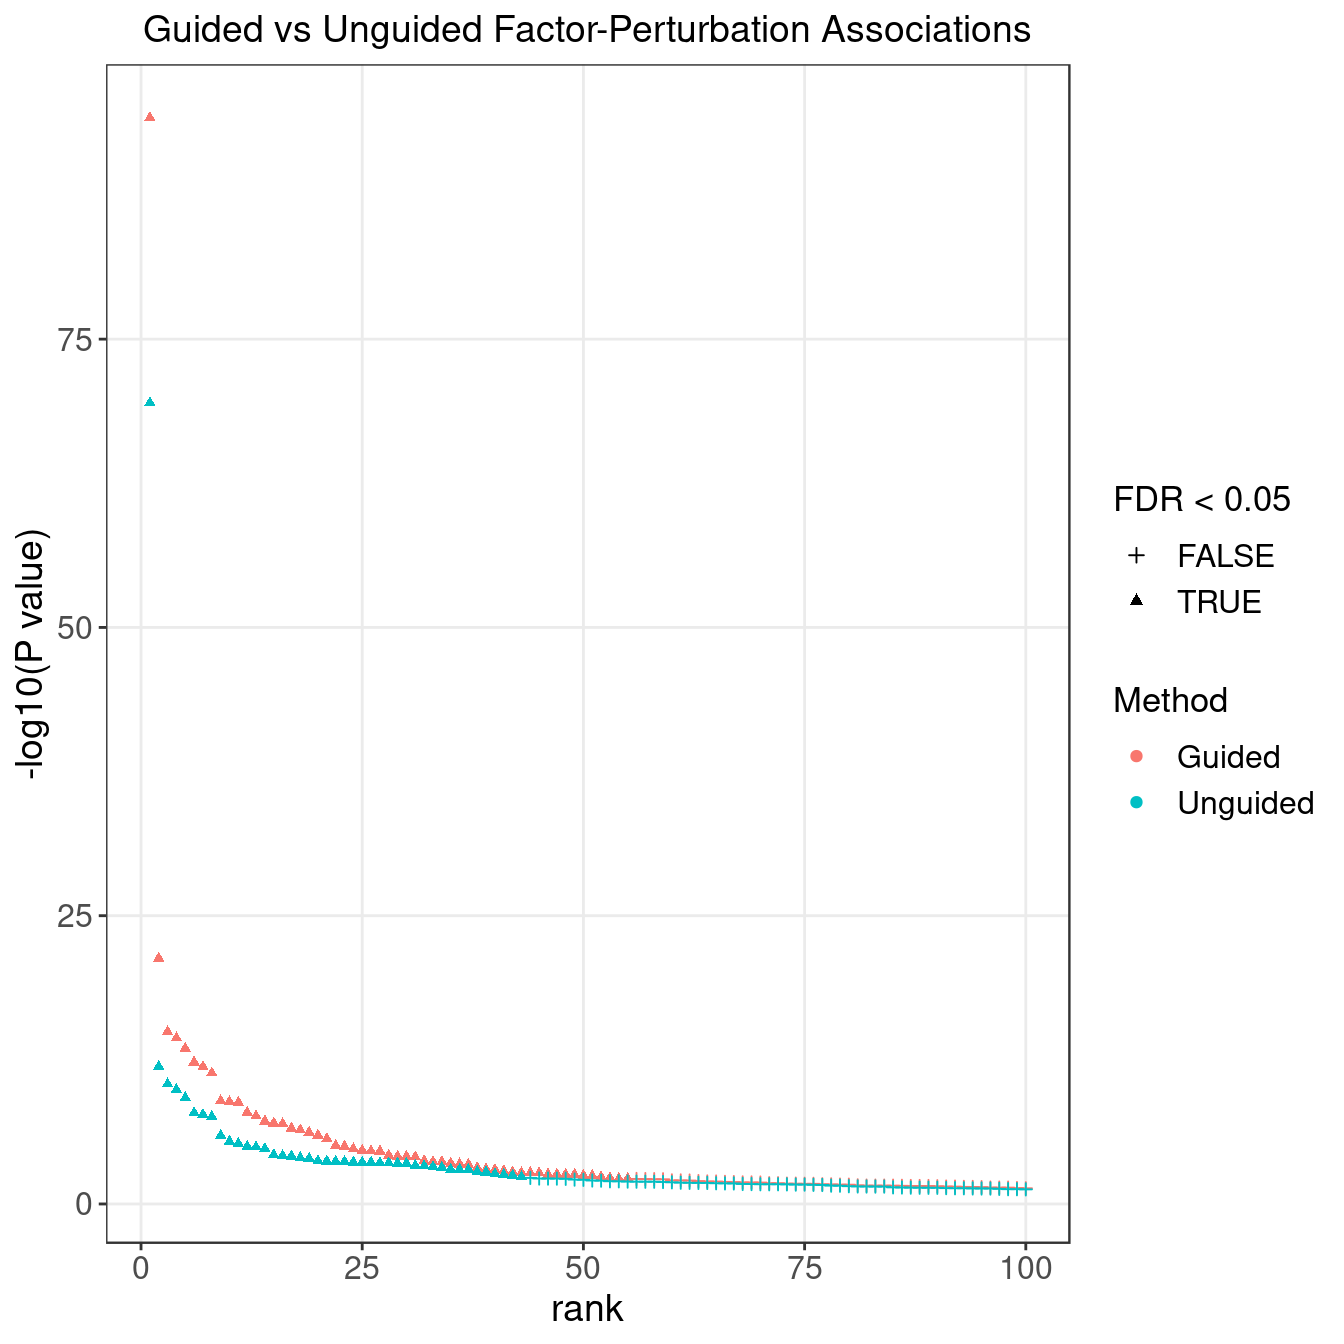 Guided vs Unguided Factor-Perturbation Associations
-log10(P value)
75
50
25
0
0 25 50 75 100
rank
FDR < 0.05
FALSE
TRUE
Method
Guided
Unguided